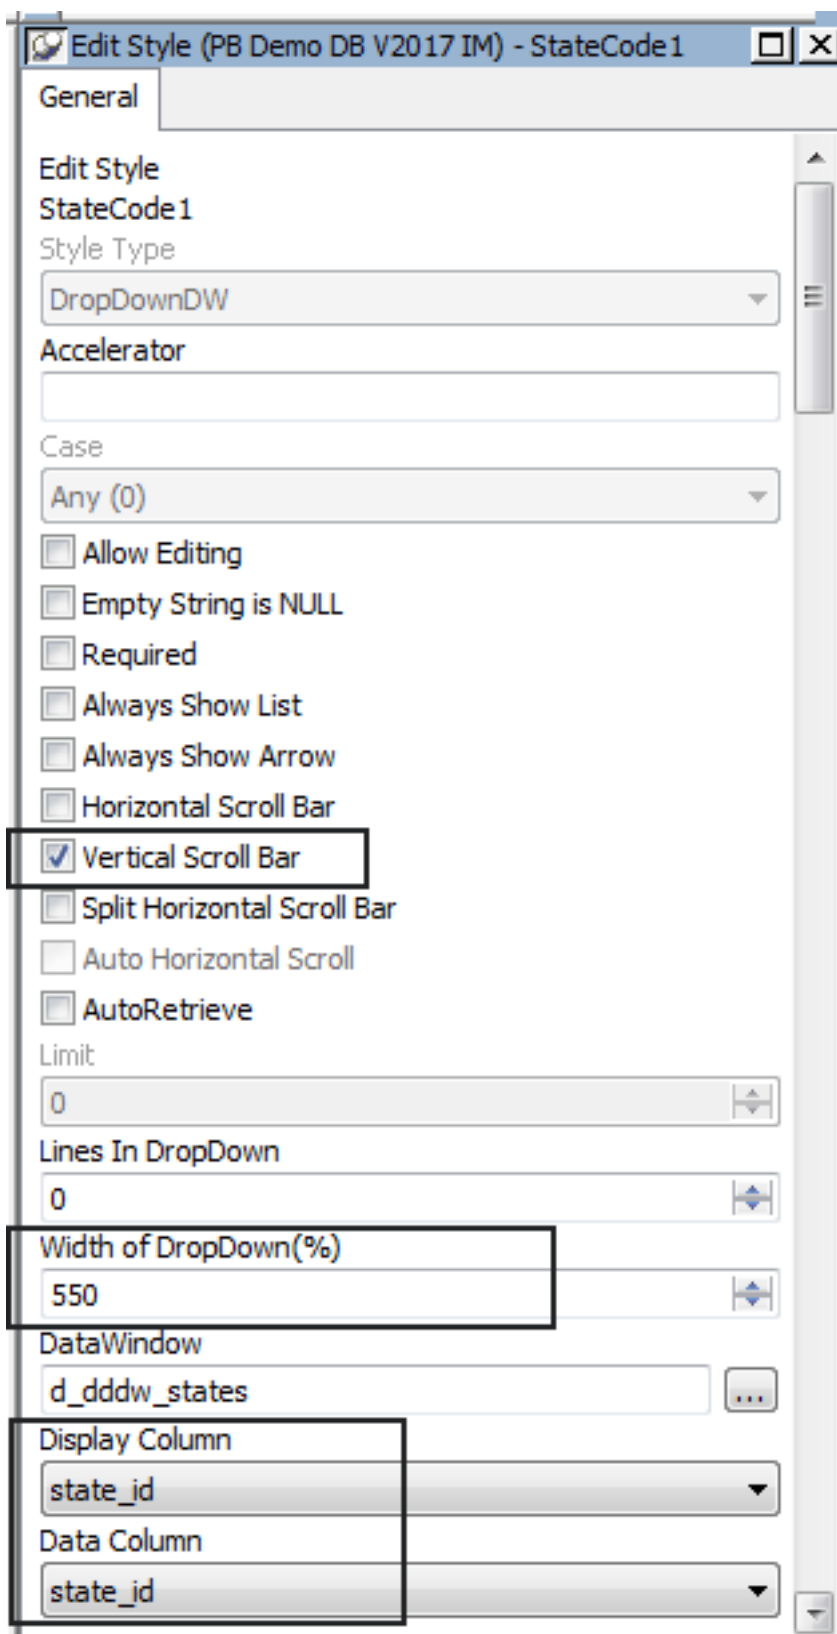 Edit Style (PB Demo DB V2017 IM) - StateCode1
General
Edit Style
StateCode1
Style Type
DropDownDW
Accelerator
Case
Any (0)
Allow Editing
Empty String is NULL
Required
Always Show List
Always Show Arrow
Horizontal Scroll Bar
Vertical Scroll Bar
Split Horizontal Scroll Bar
Auto Horizontal Scroll
AutoRetrieve
Limit
0
Lines In DropDown
0
Width of DropDown(%)
550
DataWindow
d_dddw_states
...
Display Column
state_id
Data Column
state_id